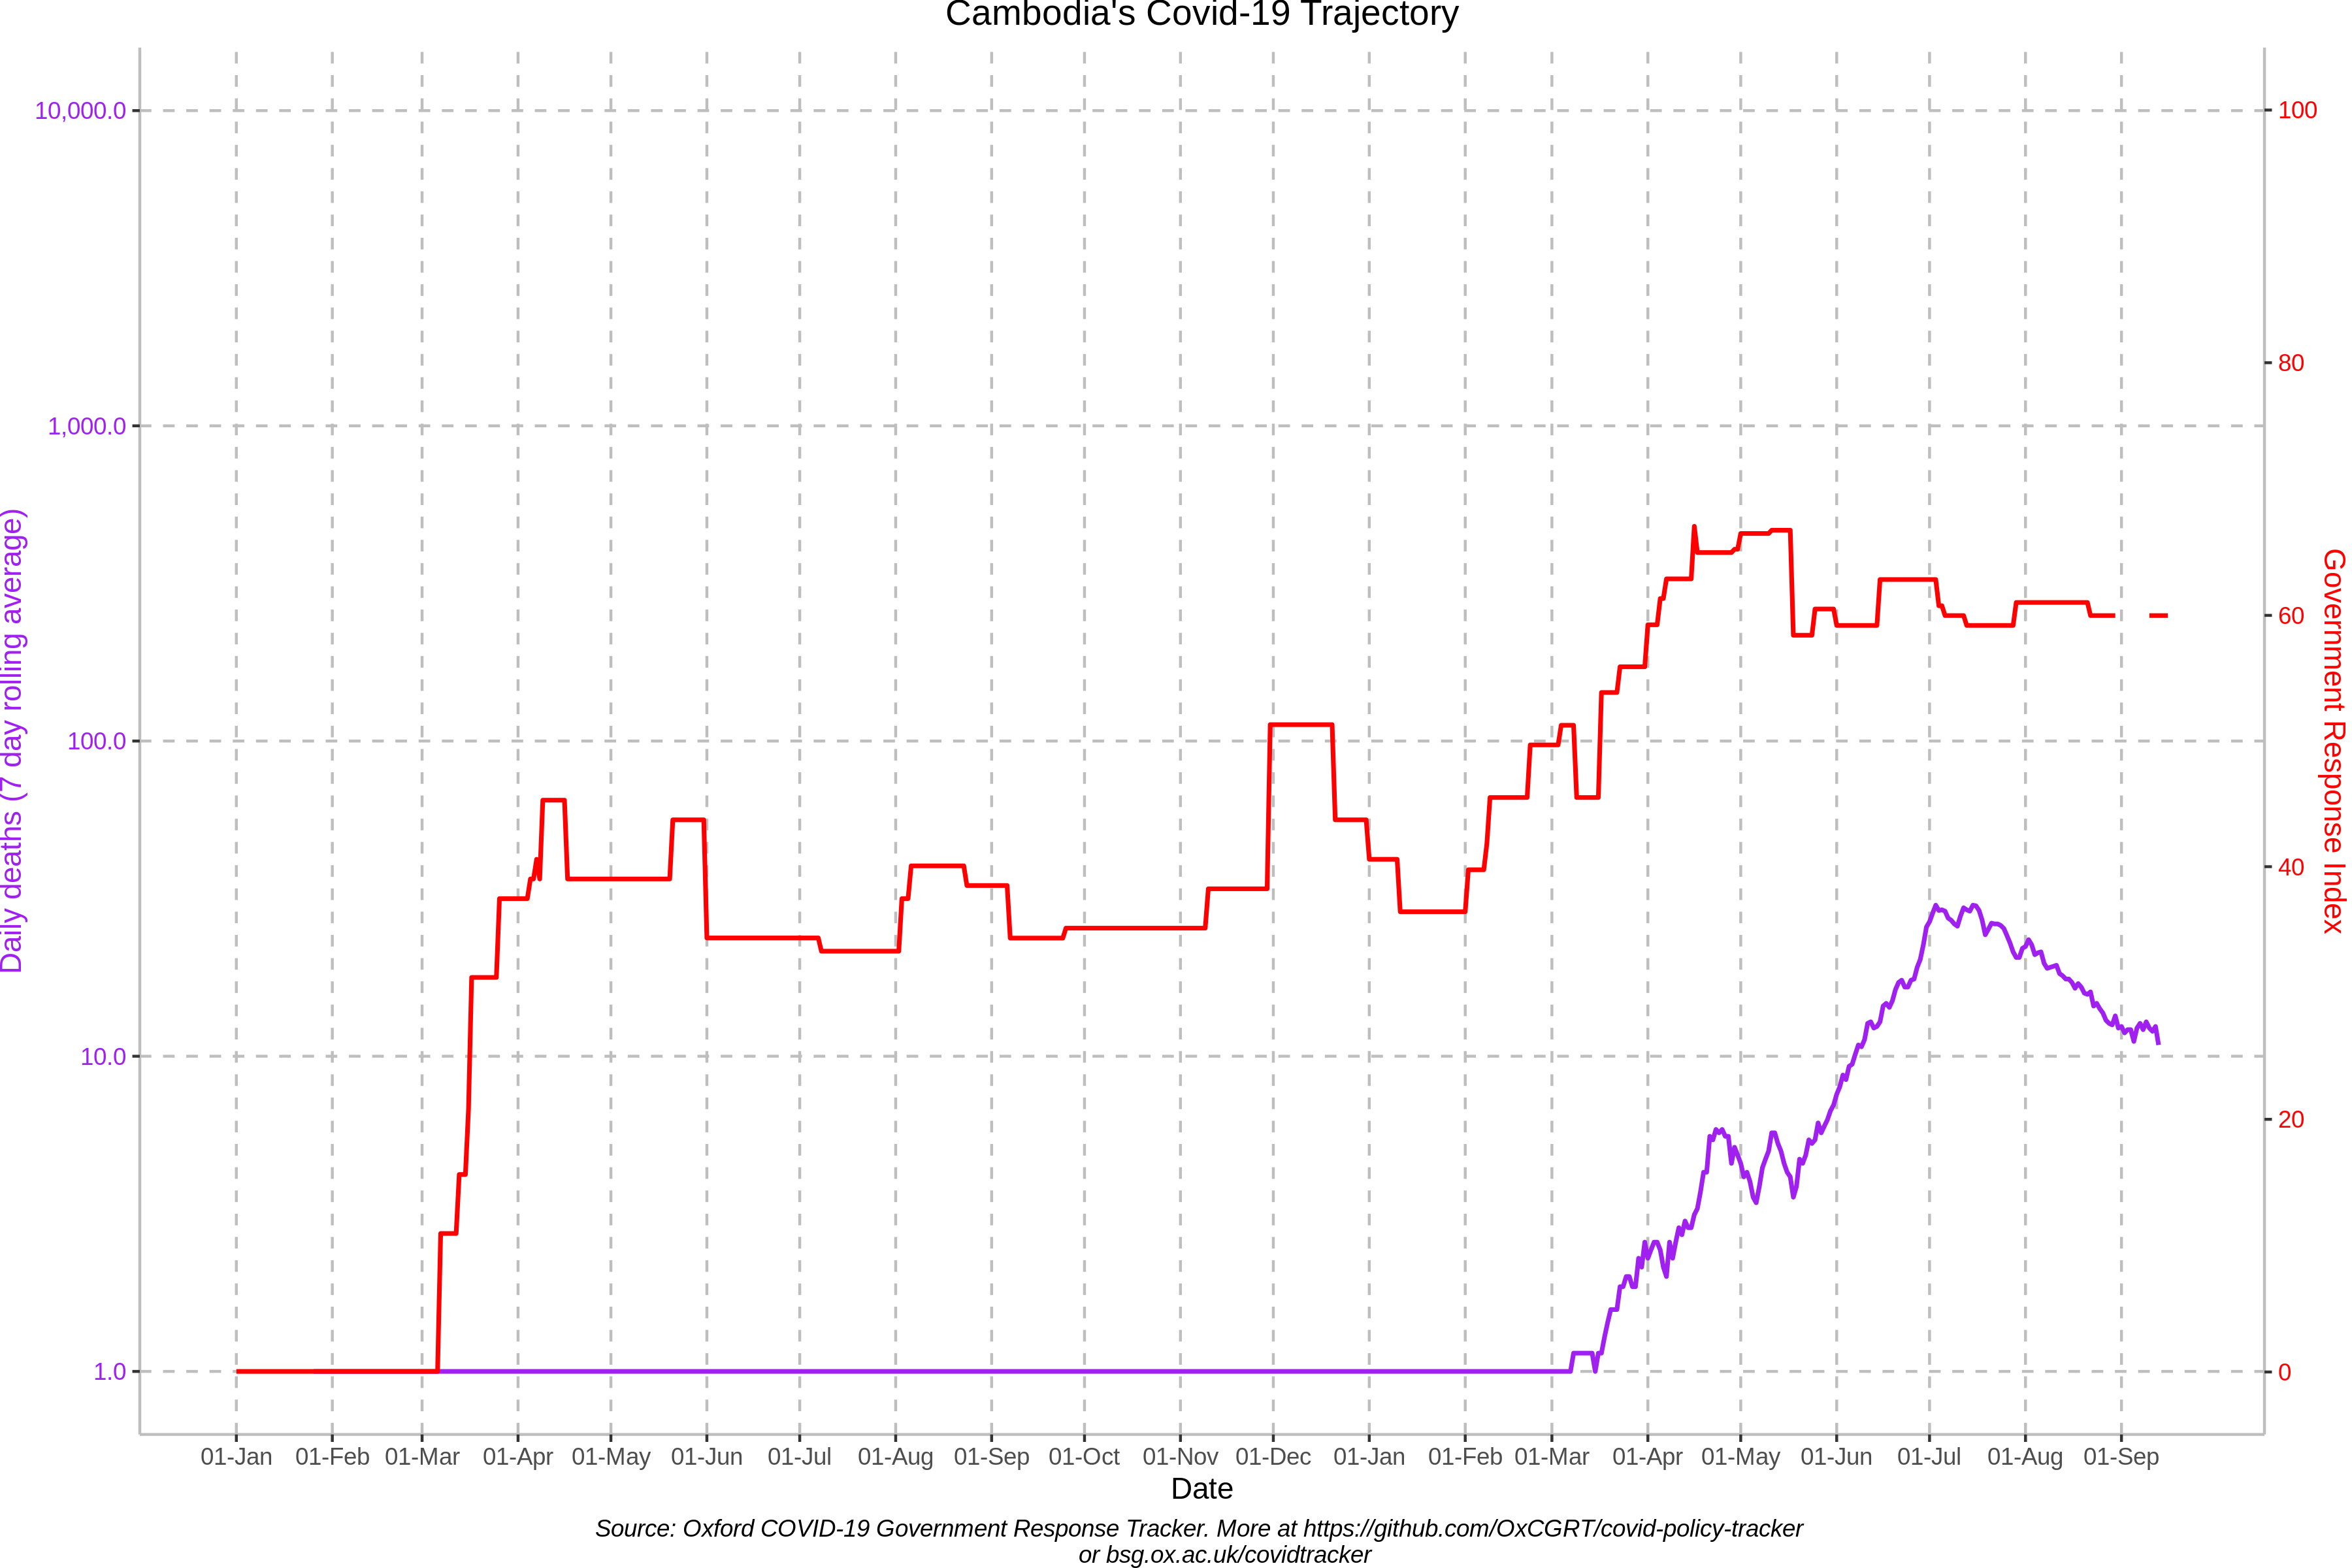 Cambodia's Covid-19 Trajectory
10,000.0
1,000.0
100.0
10.0
1.0
Daily deaths (7 day rolling average)
100
80
60
40
20
0
Government Response Index
01-Jan 01-Feb 01-Mar 01-Apr 01-May 01-Jun 01-Jul 01-Aug 01-Sep 01-Oct 01-Nov 01-Dec 01-Jan 01-Feb 01-Mar 01-Apr 01-May 01-Jun 01-Jul 01-Aug 01-Sep
Date
Source: Oxford COVID-19 Government Response Tracker. More at https://github.com/OxCGRT/covid-policy-tracker
or bsg.ox.ac.uk/covidtracker